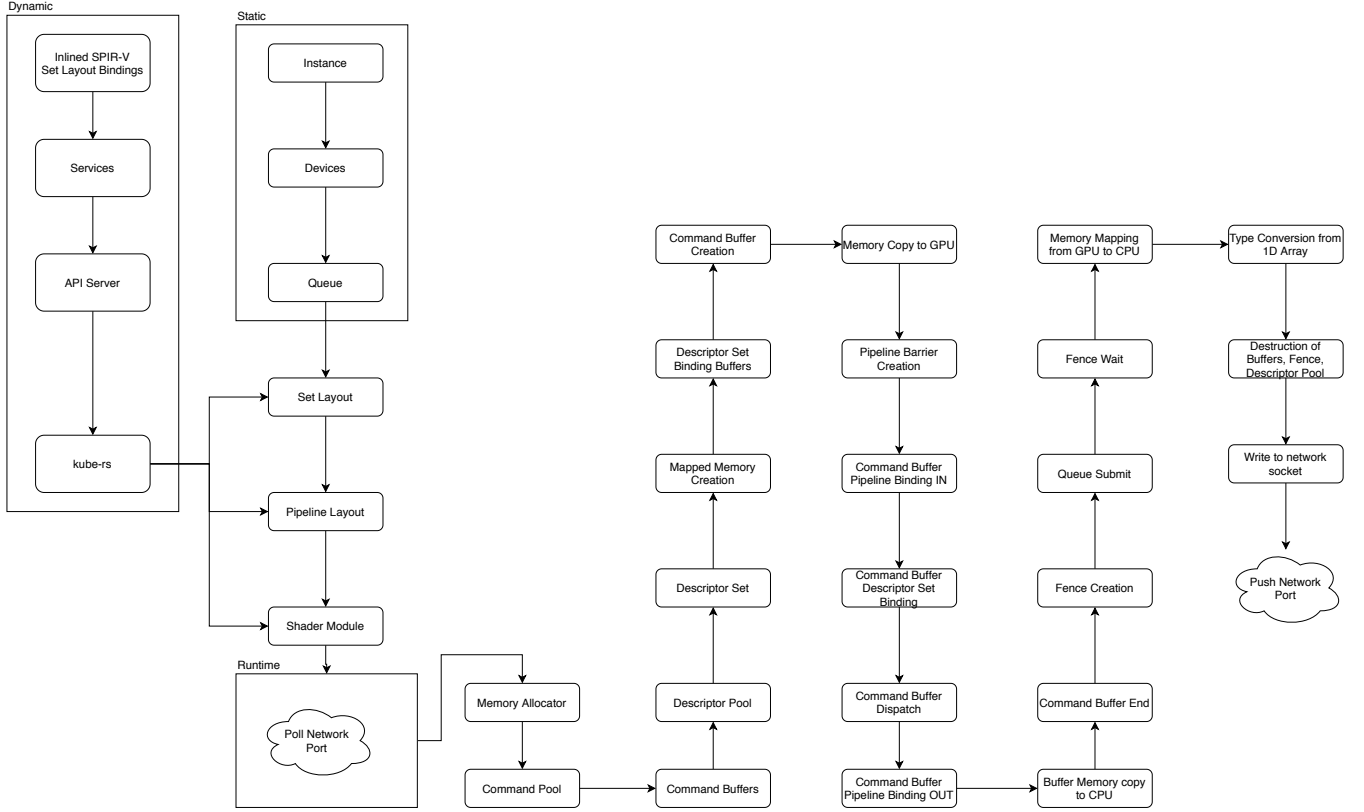 Dynamic
Inlined SPIR-V
Set Layout Bindings
Services
API Server
kube-rs
Static
Instance
Devices
Queue
Set Layout
Pipeline Layout
Shader Module
Runtime
Poll Network
Port
Memory Allocator
Command Pool
Command Buffers
Descriptor Pool
Descriptor Set
Mapped Memory
Creation
Descriptor Set
Binding Buffers
Command Buffer
Creation
Memory Copy to GPU
Pipeline Barrier
Creation
Command Buffer
Pipeline Binding IN
Command Buffer
Descriptor Set
Binding
Command Buffer
Dispatch
Command Buffer
Pipeline Binding OUT
Buffer Memory copy
to CPU
Command Buffer End
Fence Creation
Queue Submit
Fence Wait
Memory Mapping
from GPU to CPU
Type Conversion from
1D Array
Destruction of
Buffers, Fence,
Descriptor Pool
Write to network
socket
Push Network
Port